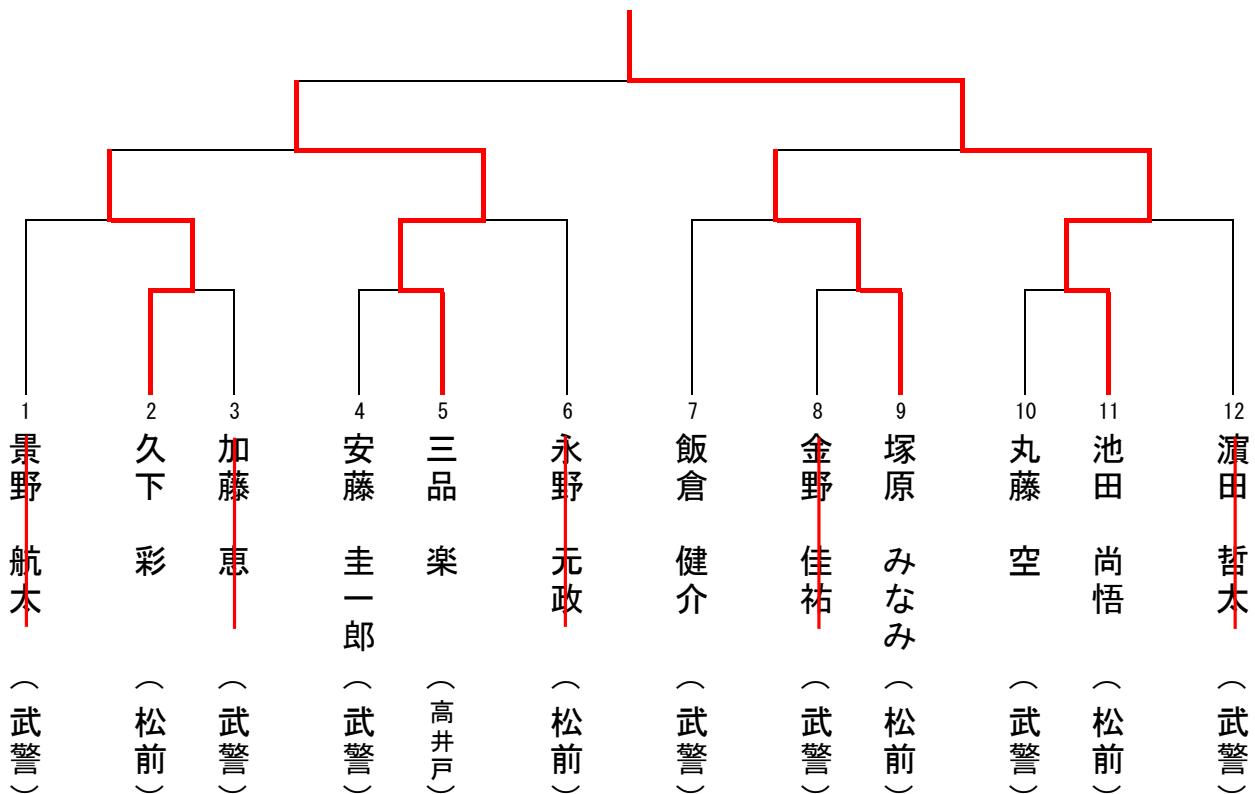 1
景野 航太
（武警）
2
久下 彩
（松前）
3
加藤 恵
（武警）
4
安藤 圭一郎
（武警）
5
三品 楽
（高井戸）
6
永野 元政
（松前）
7
飯倉 健介
（武警）
8
金野 佳祐
（武警）
9
塚原 みなみ
（松前）
10
丸藤 空
（武警）
11
池田 尚悟
（松前）
12
濵田 哲太
（武警）